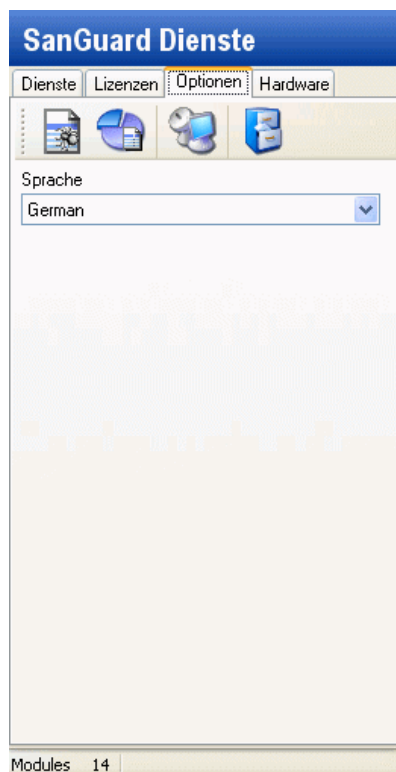 SanGuard Dienste
Dienste Lizenzen Optionen Hardware
Sprache
German
Modules 14